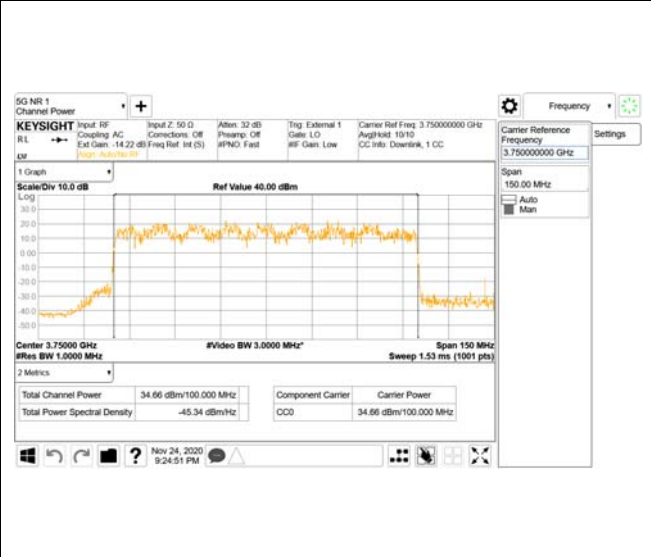 5G NR 1
Channel Power
Frequency
KEYSIGHT
RL
Input: RF
Coupling: AC
Ext Gain: -14.22 dB
Align: Auto/No RF
Input Z: 50 Ω
Corrections: Off
Freq Ref: Int (S)
Atten: 32 dB
Preamp: Off
#PNO: Fast
Trig: External 1
Gate: LO
#IF Gain: Low
Carrier Ref Freq: 3.750000000 GHz
Avg|Hold: 10/10
CC Info: Downlink, 1 CC
Carrier Reference
Frequency
3.750000000 GHz
Settings
Span
150.00 MHz
Auto
Man
1 Graph
Scale/Div 10.0 dB
Ref Value 40.00 dBm
Log
30.0
20.0
10.0
0.00
-10.0
-20.0
-30.0
-40.0
-50.0
Center 3.75000 GHz
#Video BW 3.0000 MHz*
Span 150 MHz
#Res BW 1.0000 MHz
Sweep 1.53 ms (1001 pts)
2 Metrics
Total Channel Power 34.66 dBm/100.000 MHz
Total Power Spectral Density -45.34 dBm/Hz
Component Carrier Carrier Power
CC0 34.66 dBm/100.000 MHz
?
Nov 24, 2020
9:24:51 PM